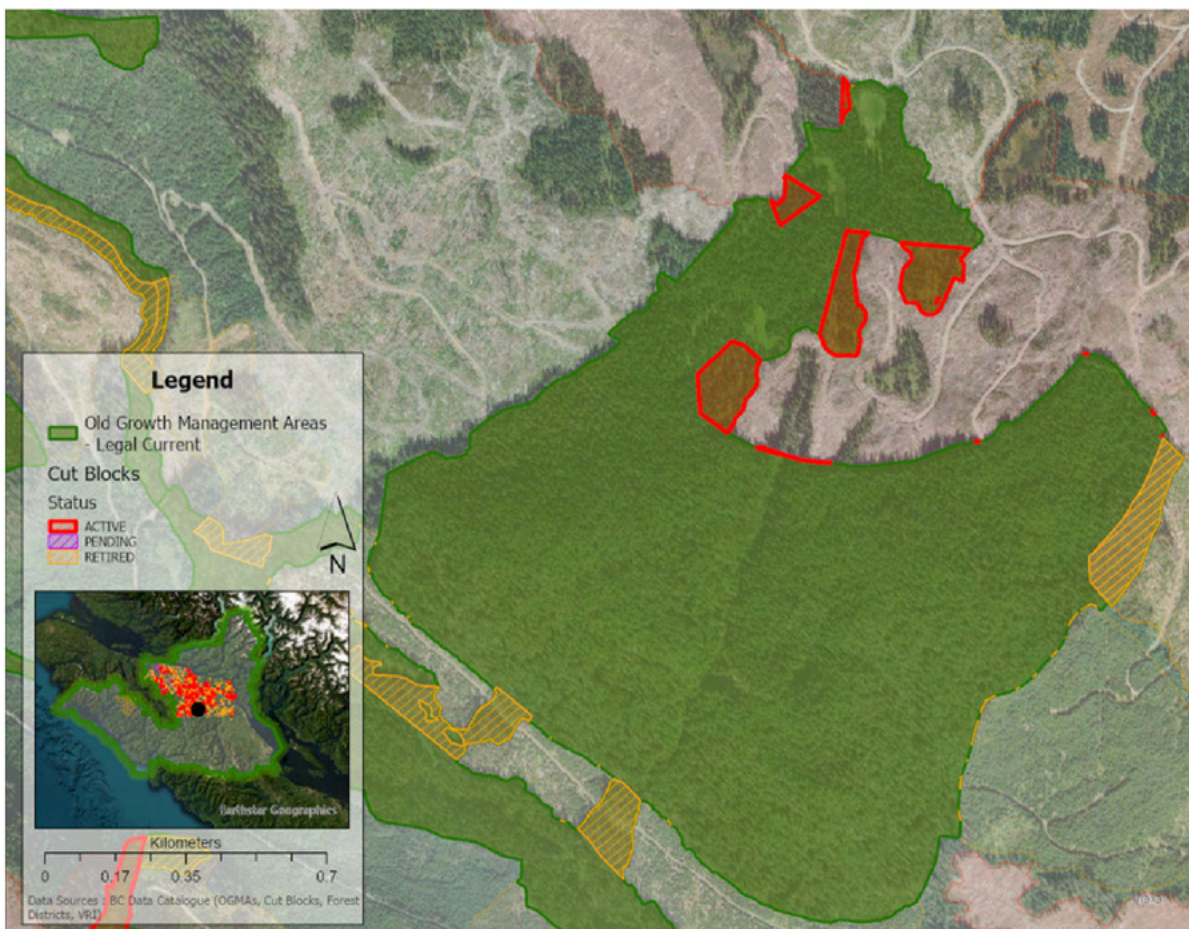 Legend
Old Growth Management Areas
- Legal Current
Cut Blocks
Status
ACTIVE
PENDING
RETIRED
N
Earthstar Geographics
Kilometers
0 0.17 0.35 0.7
Data Sources : BC Data Catalogue (OGMAs, Cut Blocks, Forest
Districts, VRI)